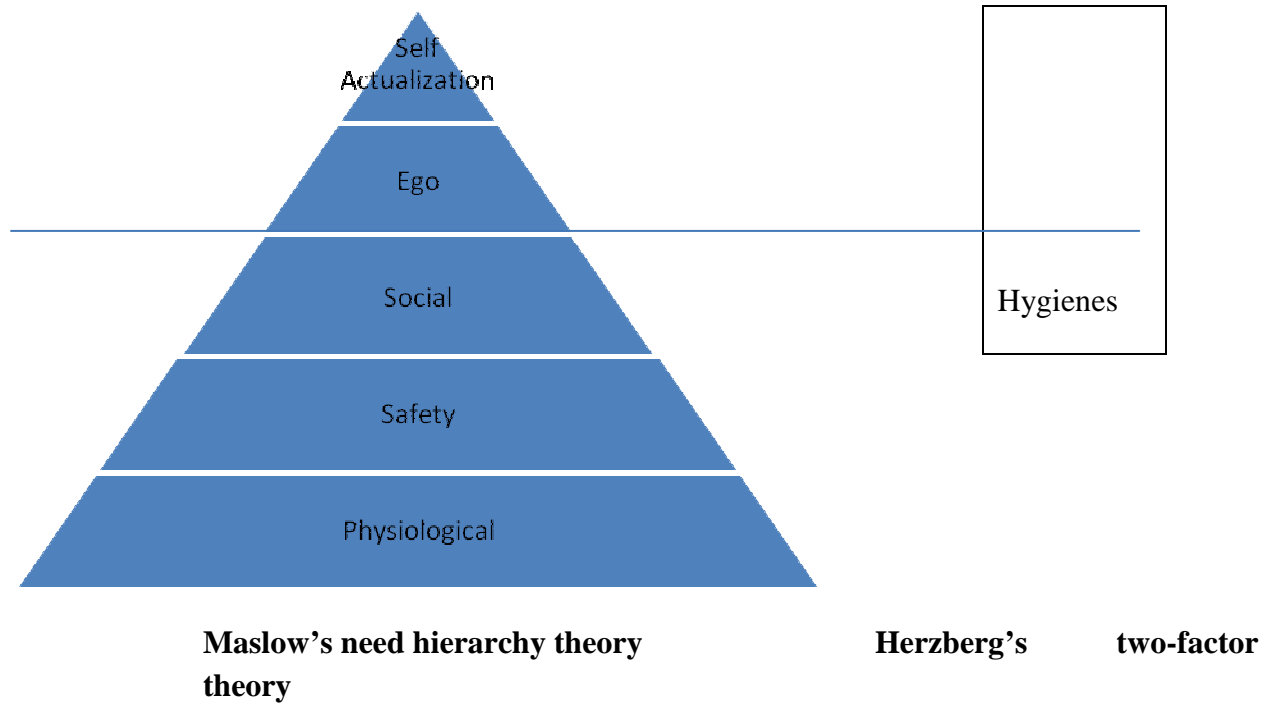 Self
Actualization
Ego
Social
Hygienes
Safety
Physiological
Maslow’s need hierarchy theory Herzberg’s two-factor
theory